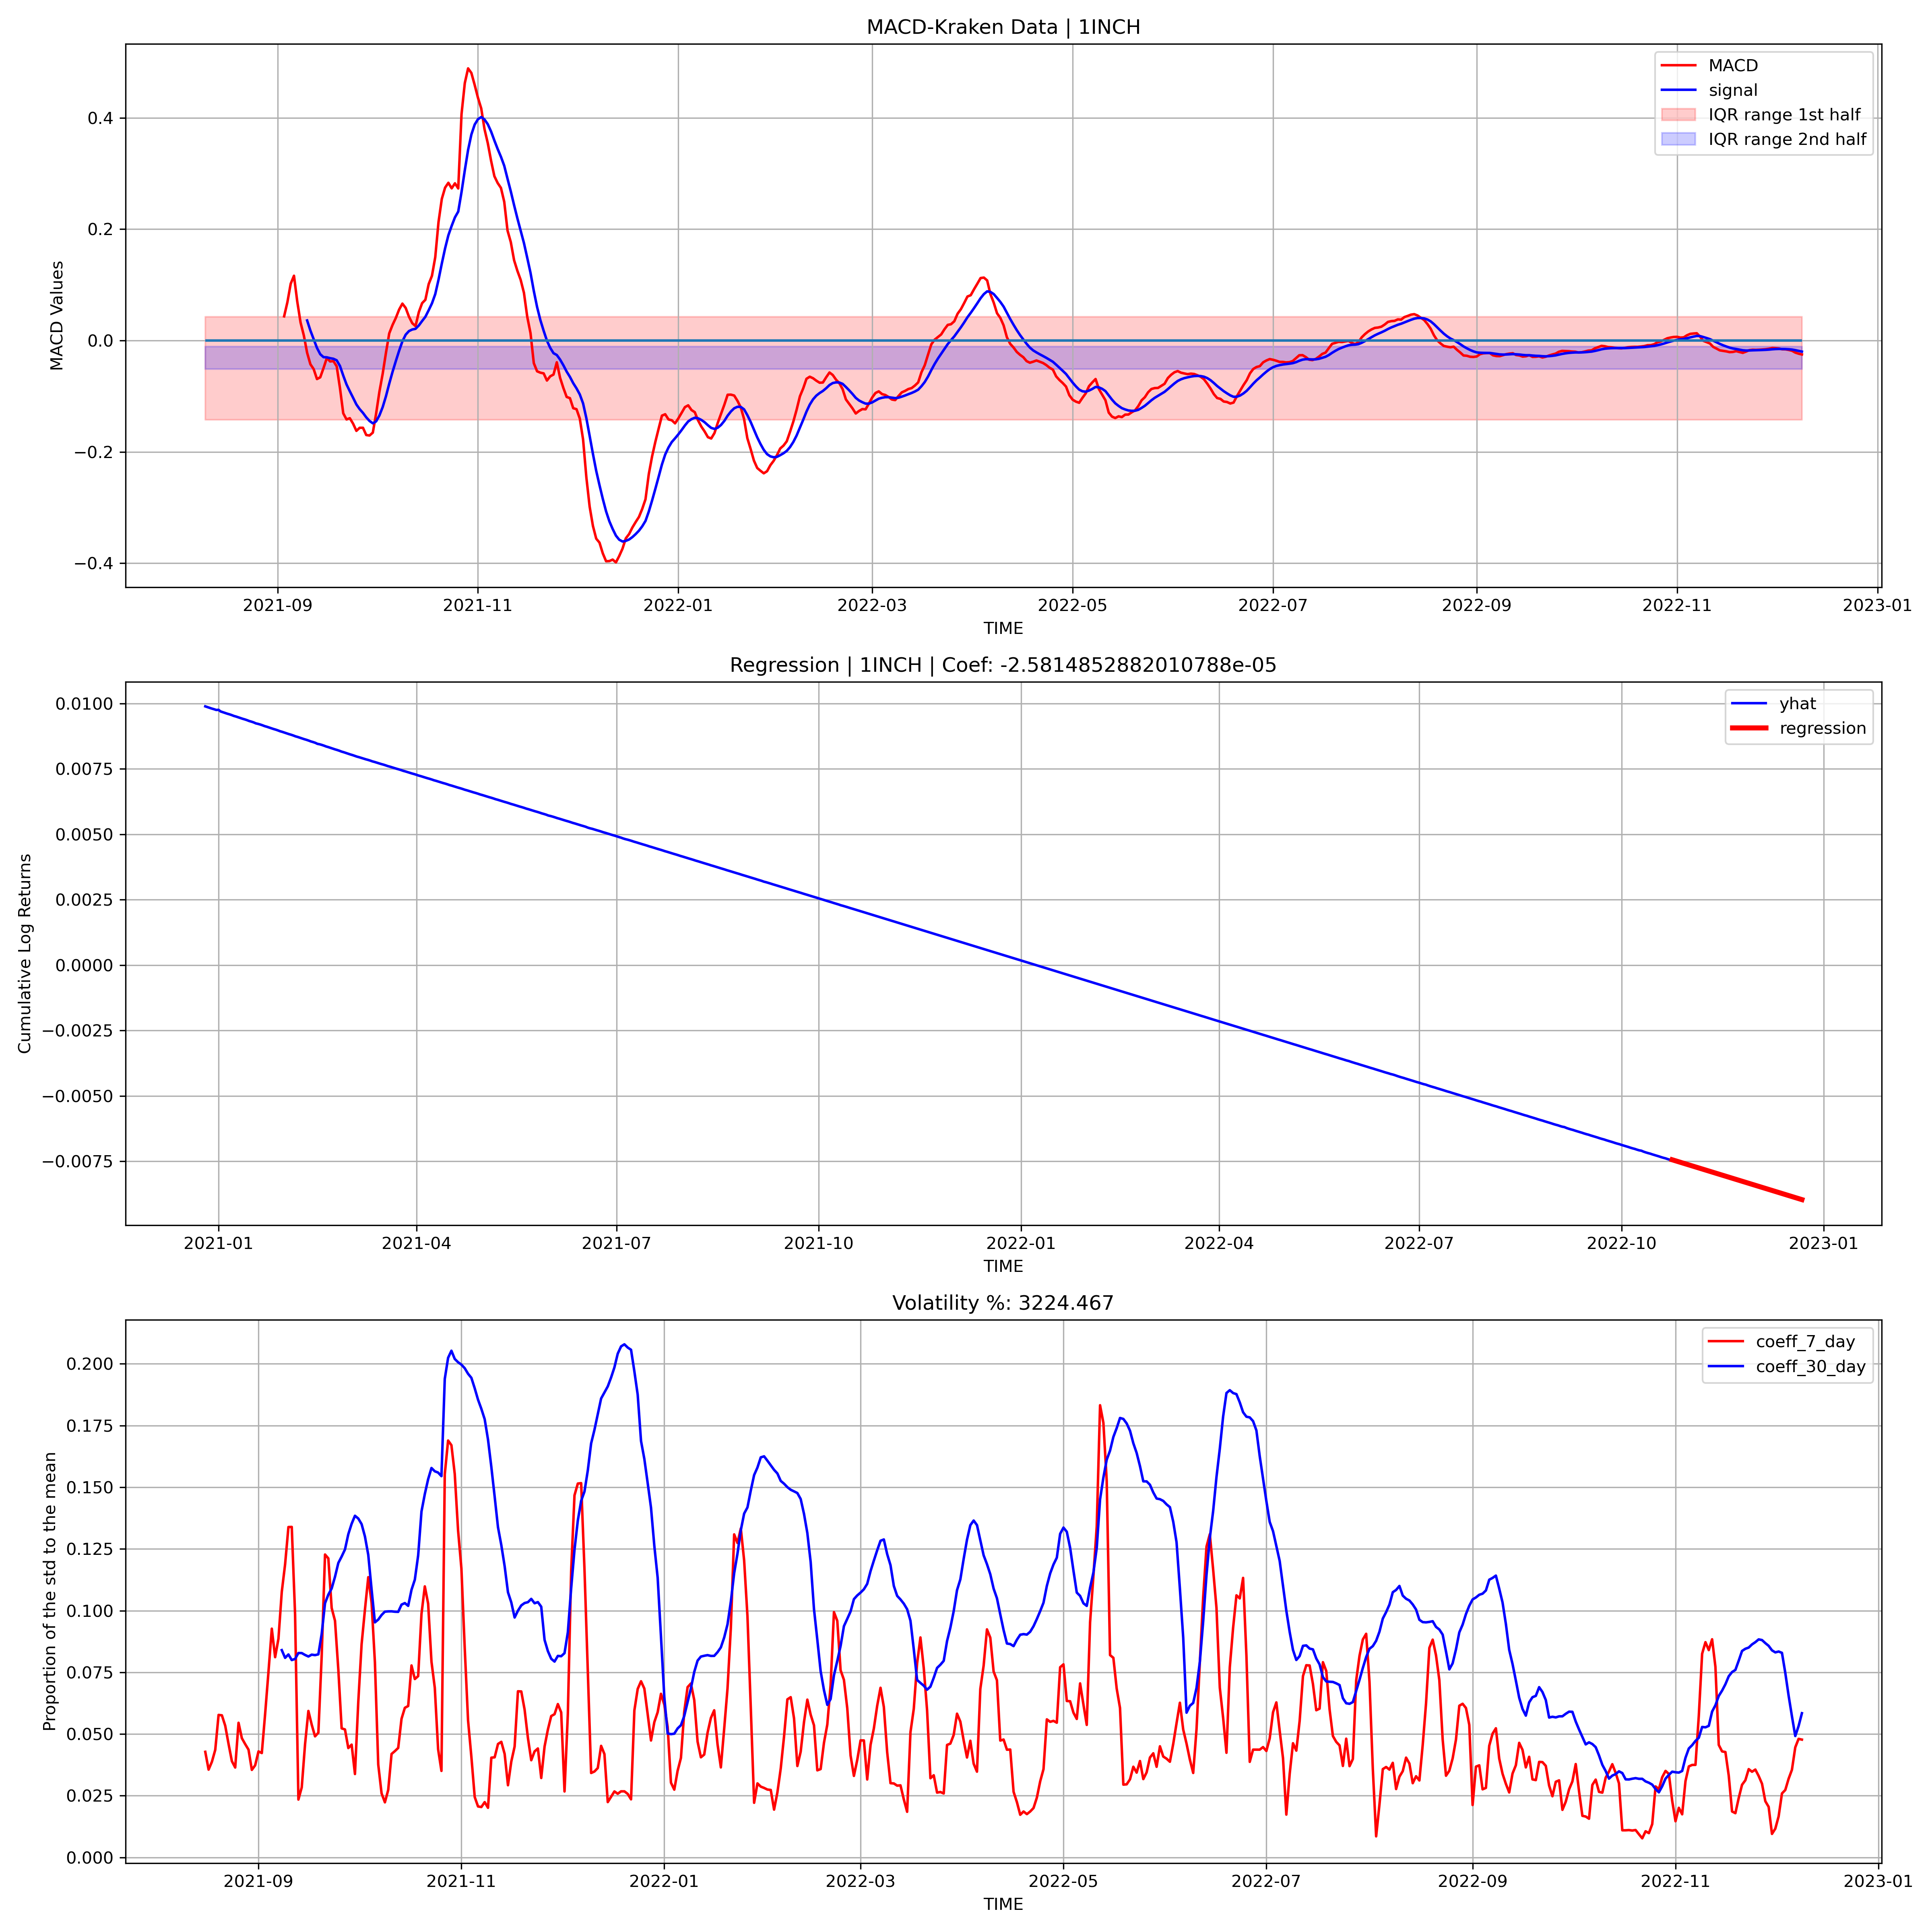 MACD-Kraken Data | 1INCH
MACD
signal
IQR range 1st half
IQR range 2nd half
MACD Values
0.4
0.2
0.0
−0.2
−0.4
2021-09 2021-11 2022-01 2022-03 2022-05 2022-07 2022-09 2022-11 2023-01
TIME
Regression | 1INCH | Coef: -2.5814852882010788e-05
yhat
regression
Cumulative Log Returns
0.0100
0.0075
0.0050
0.0025
0.0000
−0.0025
−0.0050
−0.0075
2021-01 2021-04 2021-07 2021-10 2022-01 2022-04 2022-07 2022-10 2023-01
TIME
Volatility %: 3224.467
coeff_7_day
coeff_30_day
Proportion of the std to the mean
0.200
0.175
0.150
0.125
0.100
0.075
0.050
0.025
0.000
2021-09 2021-11 2022-01 2022-03 2022-05 2022-07 2022-09 2022-11 2023-01
TIME